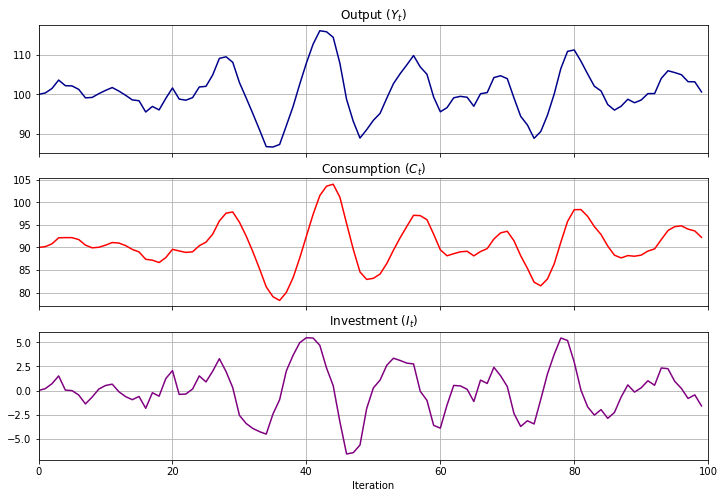 Output (Y_t)
110
100
90
Consumption (C_t)
105
100
95
90
85
80
Investment (I_t)
5.0
2.5
0.0
−2.5
−5.0
0 20 40 60 80 100
Iteration